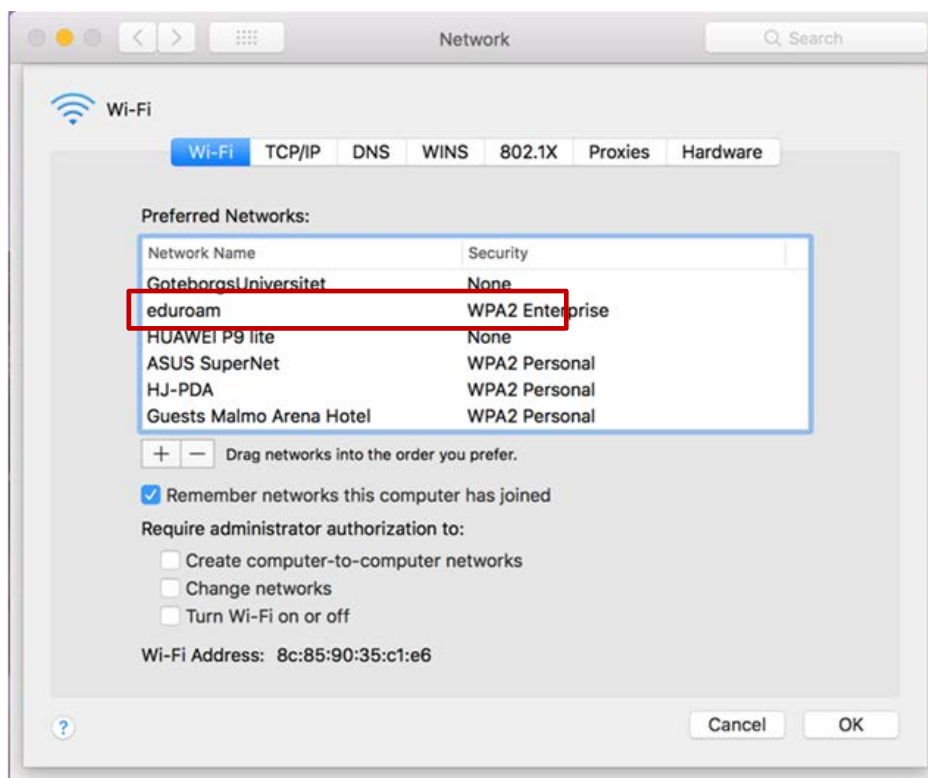 Network
Search
Wi-Fi
Wi-Fi TCP/IP DNS WINS 802.1X Proxies Hardware
Preferred Networks:
Network Name Security
GoteborgsUniversitet None
eduroam WPA2 Enterprise
HUAWEI P9 lite None
ASUS SuperNet WPA2 Personal
HJ-PDA WPA2 Personal
Guests Malmo Arena Hotel WPA2 Personal
+ − Drag networks into the order you prefer.
Remember networks this computer has joined
Require administrator authorization to:
Create computer-to-computer networks
Change networks
Turn Wi-Fi on or off
Wi-Fi Address: 8c:85:90:35:c1:e6
? Cancel OK